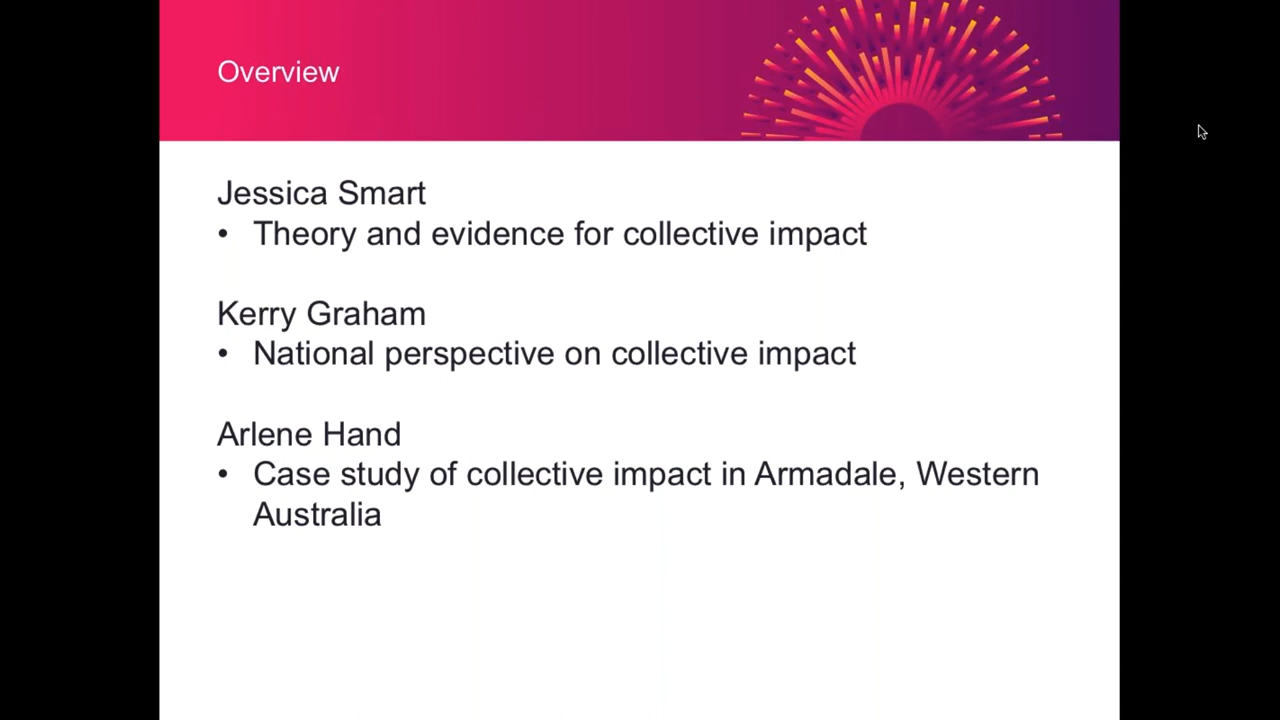 Overview
Jessica Smart
• Theory and evidence for collective impact
Kerry Graham
• National perspective on collective impact
Arlene Hand
• Case study of collective impact in Armadale, Western
Australia